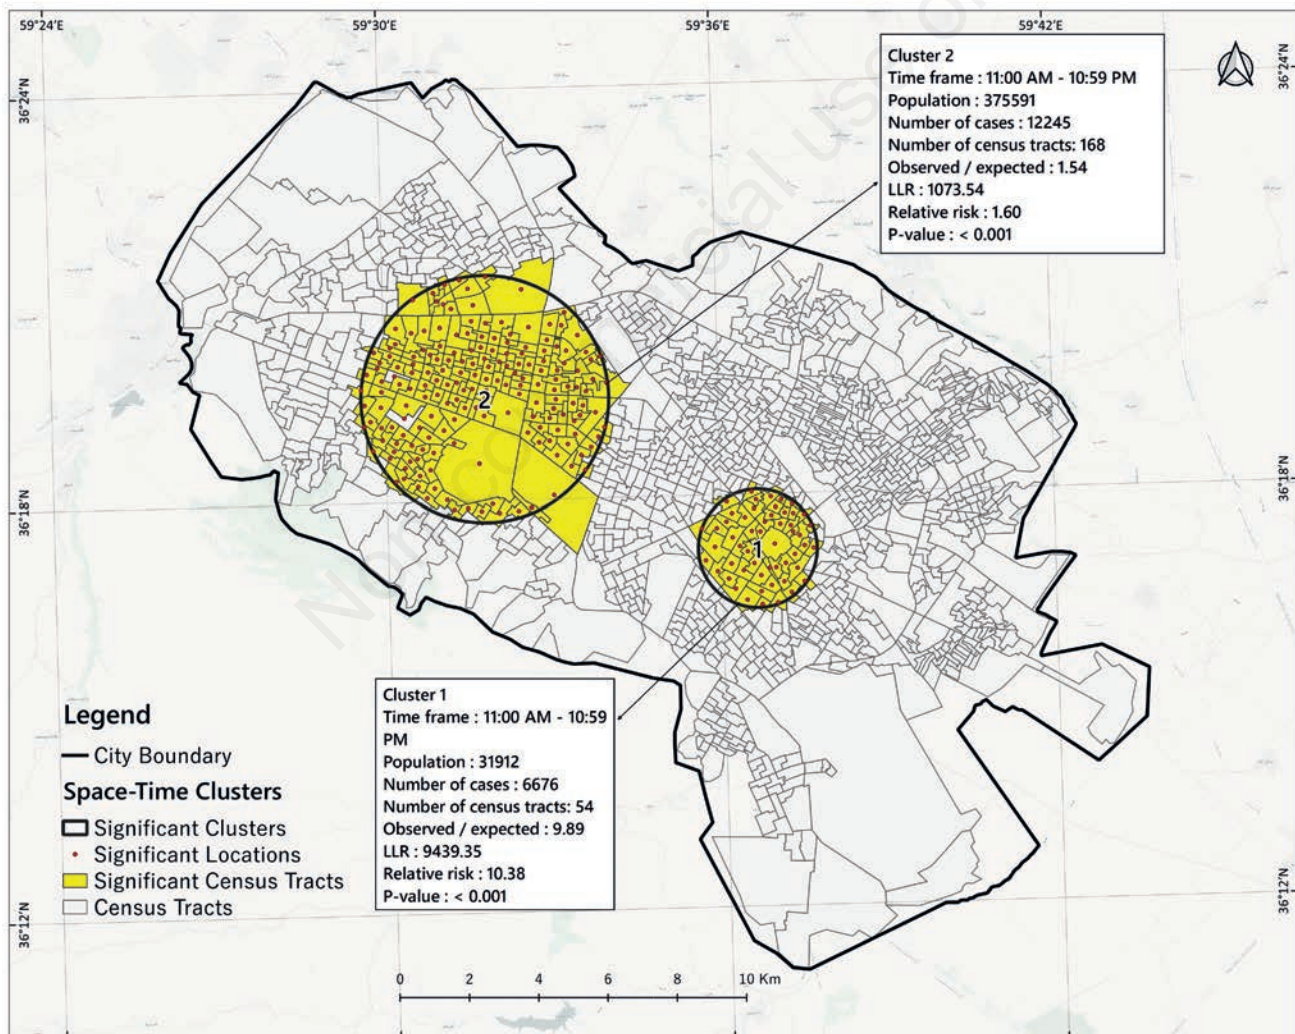 59°24'E
59°30'E
59°36'E
59°42'E
36°24'N
36°24'N
36°18'N
36°18'N
36°12'N
36°12'N
Cluster 2
Time frame : 11:00 AM - 10:59 PM
Population : 375591
Number of cases : 12245
Number of census tracts: 168
Observed / expected : 1.54
LLR : 1073.54
Relative risk : 1.60
P-value : < 0.001
2
1
Cluster 1
Time frame : 11:00 AM - 10:59
PM
Population : 31912
Number of cases : 6676
Number of census tracts: 54
Observed / expected : 9.89
LLR : 9439.35
Relative risk : 10.38
P-value : < 0.001
Legend
City Boundary
Space-Time Clusters
Significant Clusters
Significant Locations
Significant Census Tracts
Census Tracts
0 2 4 6 8 10 Km